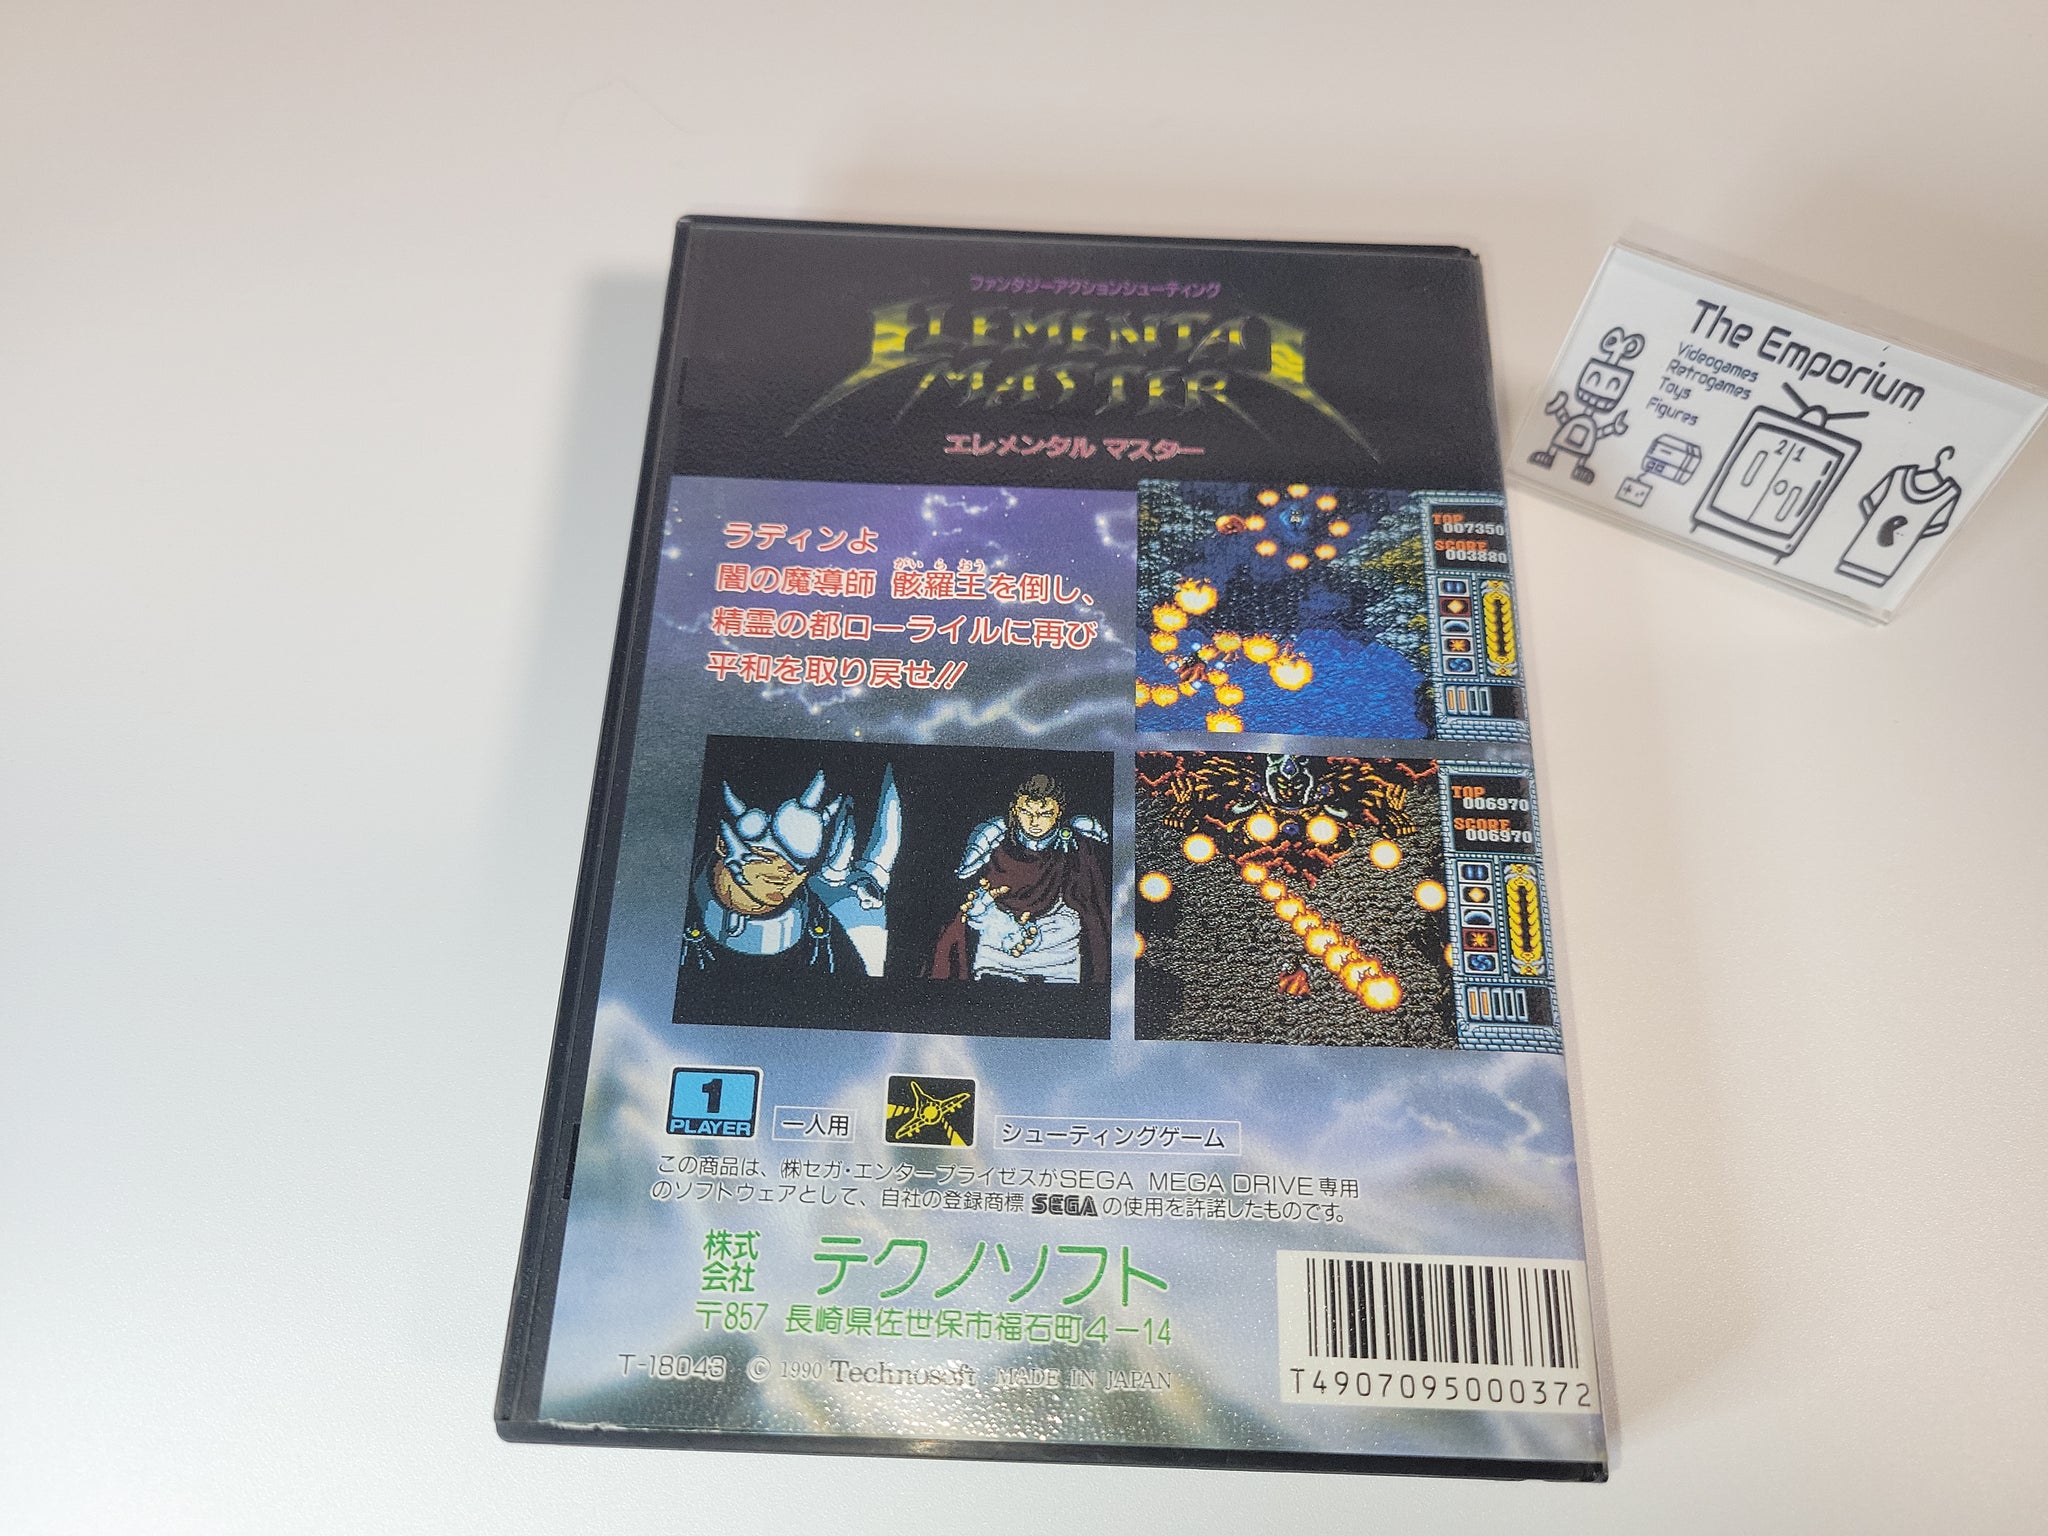 ファンタジーアクションシューティング
ELEMENTAL
MASTER
エレメンタル マスター
ラディンよ
がい ら おう
闇の魔導師 骸羅王を倒し、
精霊の都ローライルに再び
平和を取り戻せ!!
TOP
007350
SCORE
003880
TOP
006970
SCORE
006970
1
PLAYER
一人用
シューティングゲーム
この商品は、㈱セガ・エンタープライゼスがSEGA MEGA DRIVE専用
のソフトウェアとして、自社の登録商標 SEGA の使用を許諾したものです。
株式
会社
テクノソフト
〒857 長崎県佐世保市福石町4-14
T-18043 © 1990 Technosoft MADE IN JAPAN
T4907095000372
The Emporium
Videogames
Retrogames
Toys
Figures
21